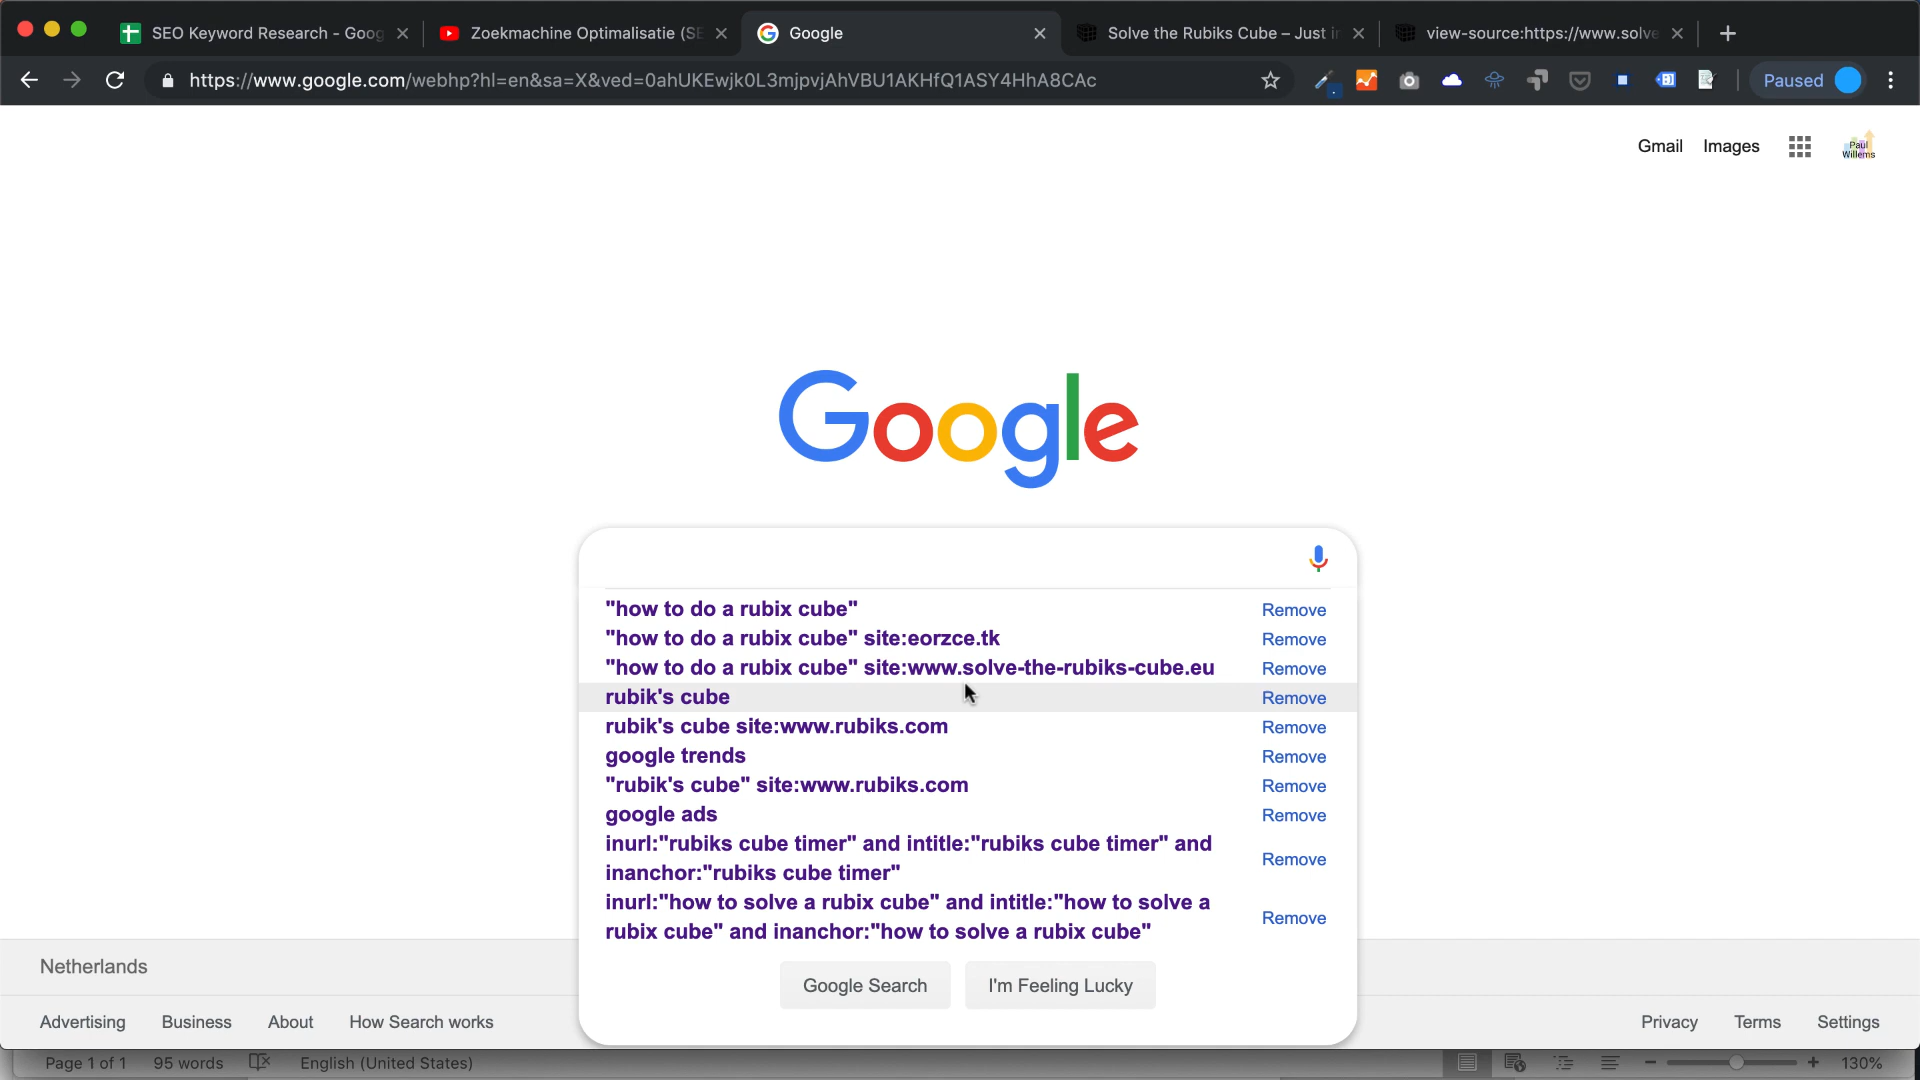 SEO Keyword Research - Goog
Zoekmachine Optimalisatie (SE
Google
Solve the Rubiks Cube – Just in
view-source:https://www.solve
https://www.google.com/webhp?hl=en&sa=X&ved=0ahUKEwjk0L3mjpvjAhVBU1AKHfQ1ASY4HhA8CAc
Paused
Gmail Images
Paul
Willems
Google
"how to do a rubix cube" Remove
"how to do a rubix cube" site:eorzce.tk Remove
"how to do a rubix cube" site:www.solve-the-rubiks-cube.eu Remove
rubik's cube Remove
rubik's cube site:www.rubiks.com Remove
google trends Remove
"rubik's cube" site:www.rubiks.com Remove
google ads Remove
inurl:"rubiks cube timer" and intitle:"rubiks cube timer" and
inanchor:"rubiks cube timer" Remove
inurl:"how to solve a rubix cube" and intitle:"how to solve a
rubix cube" and inanchor:"how to solve a rubix cube" Remove
Google Search I'm Feeling Lucky
Netherlands
Advertising Business About How Search works Privacy Terms Settings
Page 1 of 1 95 words English (United States) 130%